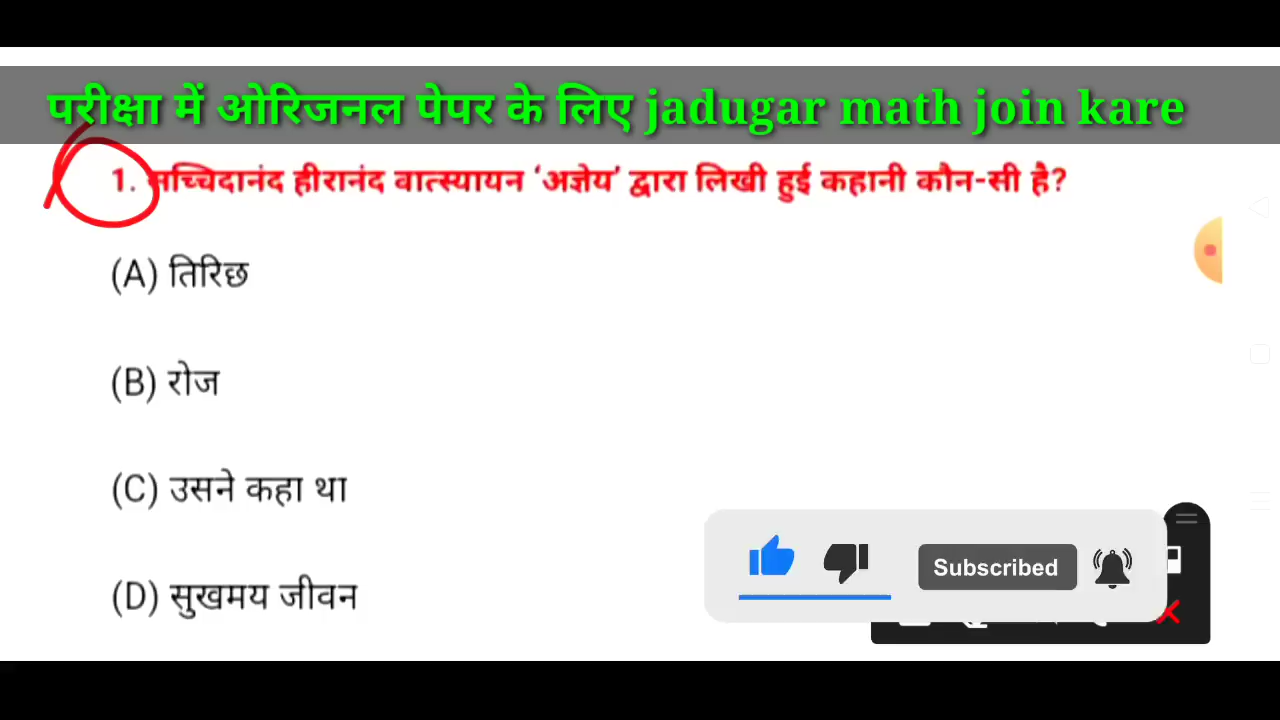 परीक्षा में ओरिजनल पेपर के लिए jadugar math join kare
1. सच्चिदानंद हीरानंद वात्स्यायन ‘अज्ञेय’ द्वारा लिखी हुई कहानी कौन-सी है?
(A) तिरिछ
(B) रोज
(C) उसने कहा था
(D) सुखमय जीवन
Subscribed